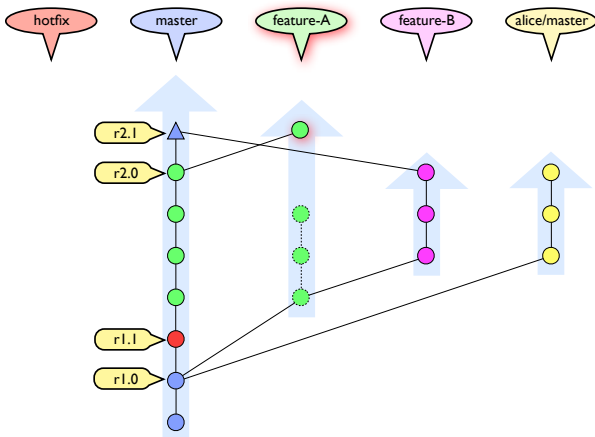 hotfix
master
feature-A
feature-B
alice/master
r2.1
r2.0
r1.1
r1.0